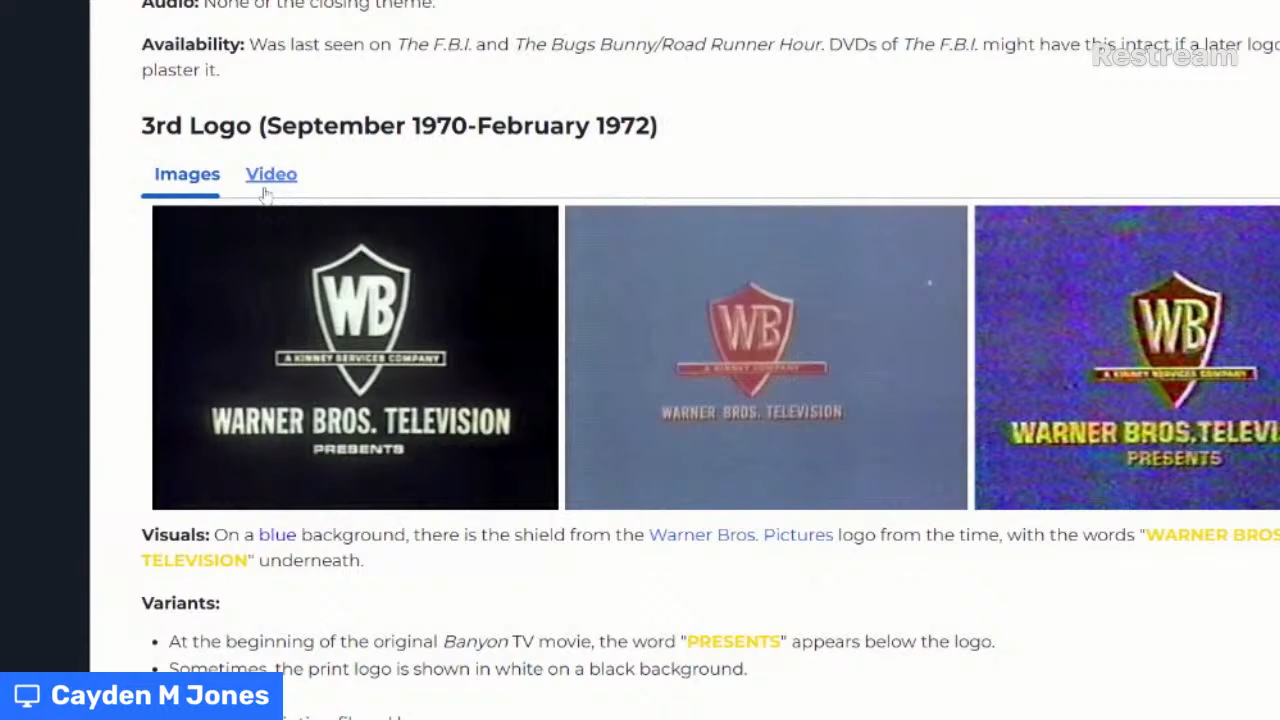 Audio: None or the closing theme.
Availability: Was last seen on The F.B.I. and The Bugs Bunny/Road Runner Hour. DVDs of The F.B.I. might have this intact if a later logo
plaster it.
Restream
3rd Logo (September 1970-February 1972)
Images Video
WB
A KINNEY SERVICES COMPANY
WARNER BROS. TELEVISION
PRESENTS
WB
A KINNEY COMPANY
WARNER BROS. TELEVISION
WB
A KINNEY SERVICES COMPANY
WARNER BROS. TELEVI
PRESENTS
Visuals: On a blue background, there is the shield from the Warner Bros. Pictures logo from the time, with the words "WARNER BROS
TELEVISION" underneath.
Variants:
• At the beginning of the original Banyon TV movie, the word "PRESENTS" appears below the logo.
• Sometimes, the print logo is shown in white on a black background.
Cayden M Jones